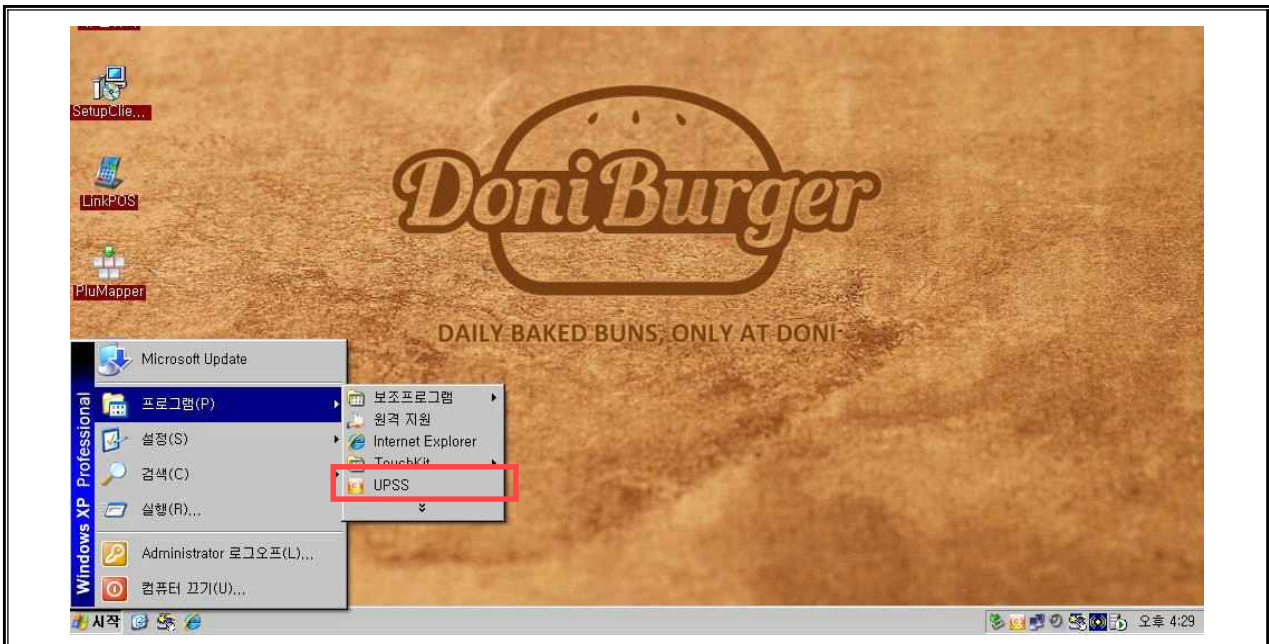 SetupClie...
LinkPOS
PluMapper
Doni Burger
DAILY BAKED BUNS, ONLY AT DONI
Windows XP Professional
Microsoft Update
프로그램(P)
설정(S)
검색(C)
실행(R)...
Administrator 로그오프(L)...
컴퓨터 끄기(U)...
보조프로그램
원격 지원
Internet Explorer
TouchKit
UPSS
시작
오후 4:29